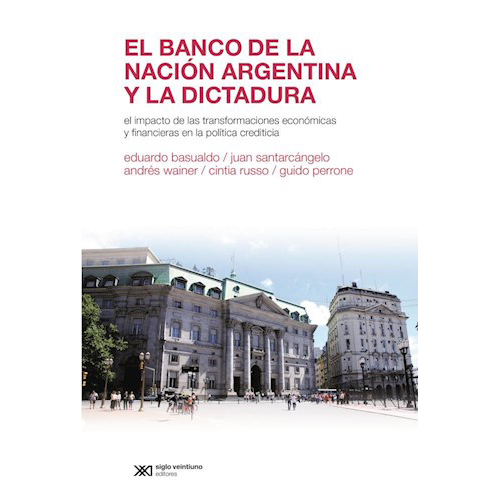 EL BANCO DE LA
NACIÓN ARGENTINA
Y LA DICTADURA
el impacto de las transformaciones económicas
y financieras en la política crediticia
eduardo basualdo / juan santarcángelo
andrés wainer / cintia russo / guido perrone
siglo veintiuno
editores